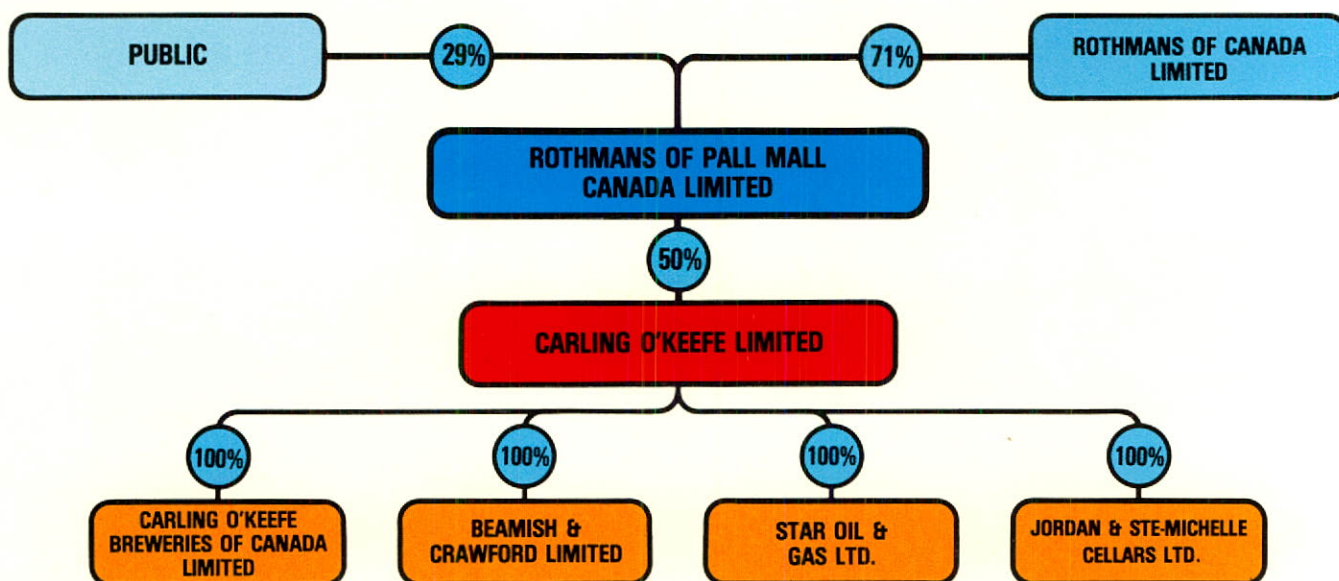 PUBLIC
29%
71%
ROTHMANS OF CANADA
LIMITED
ROTHMANS OF PALL MALL
CANADA LIMITED
50%
CARLING O'KEEFE LIMITED
100%
100%
100%
100%
CARLING O'KEEFE
BREWERIES OF CANADA
LIMITED
BEAMISH &
CRAWFORD LIMITED
STAR OIL &
GAS LTD.
JORDAN & STE-MICHELLE
CELLARS LTD.